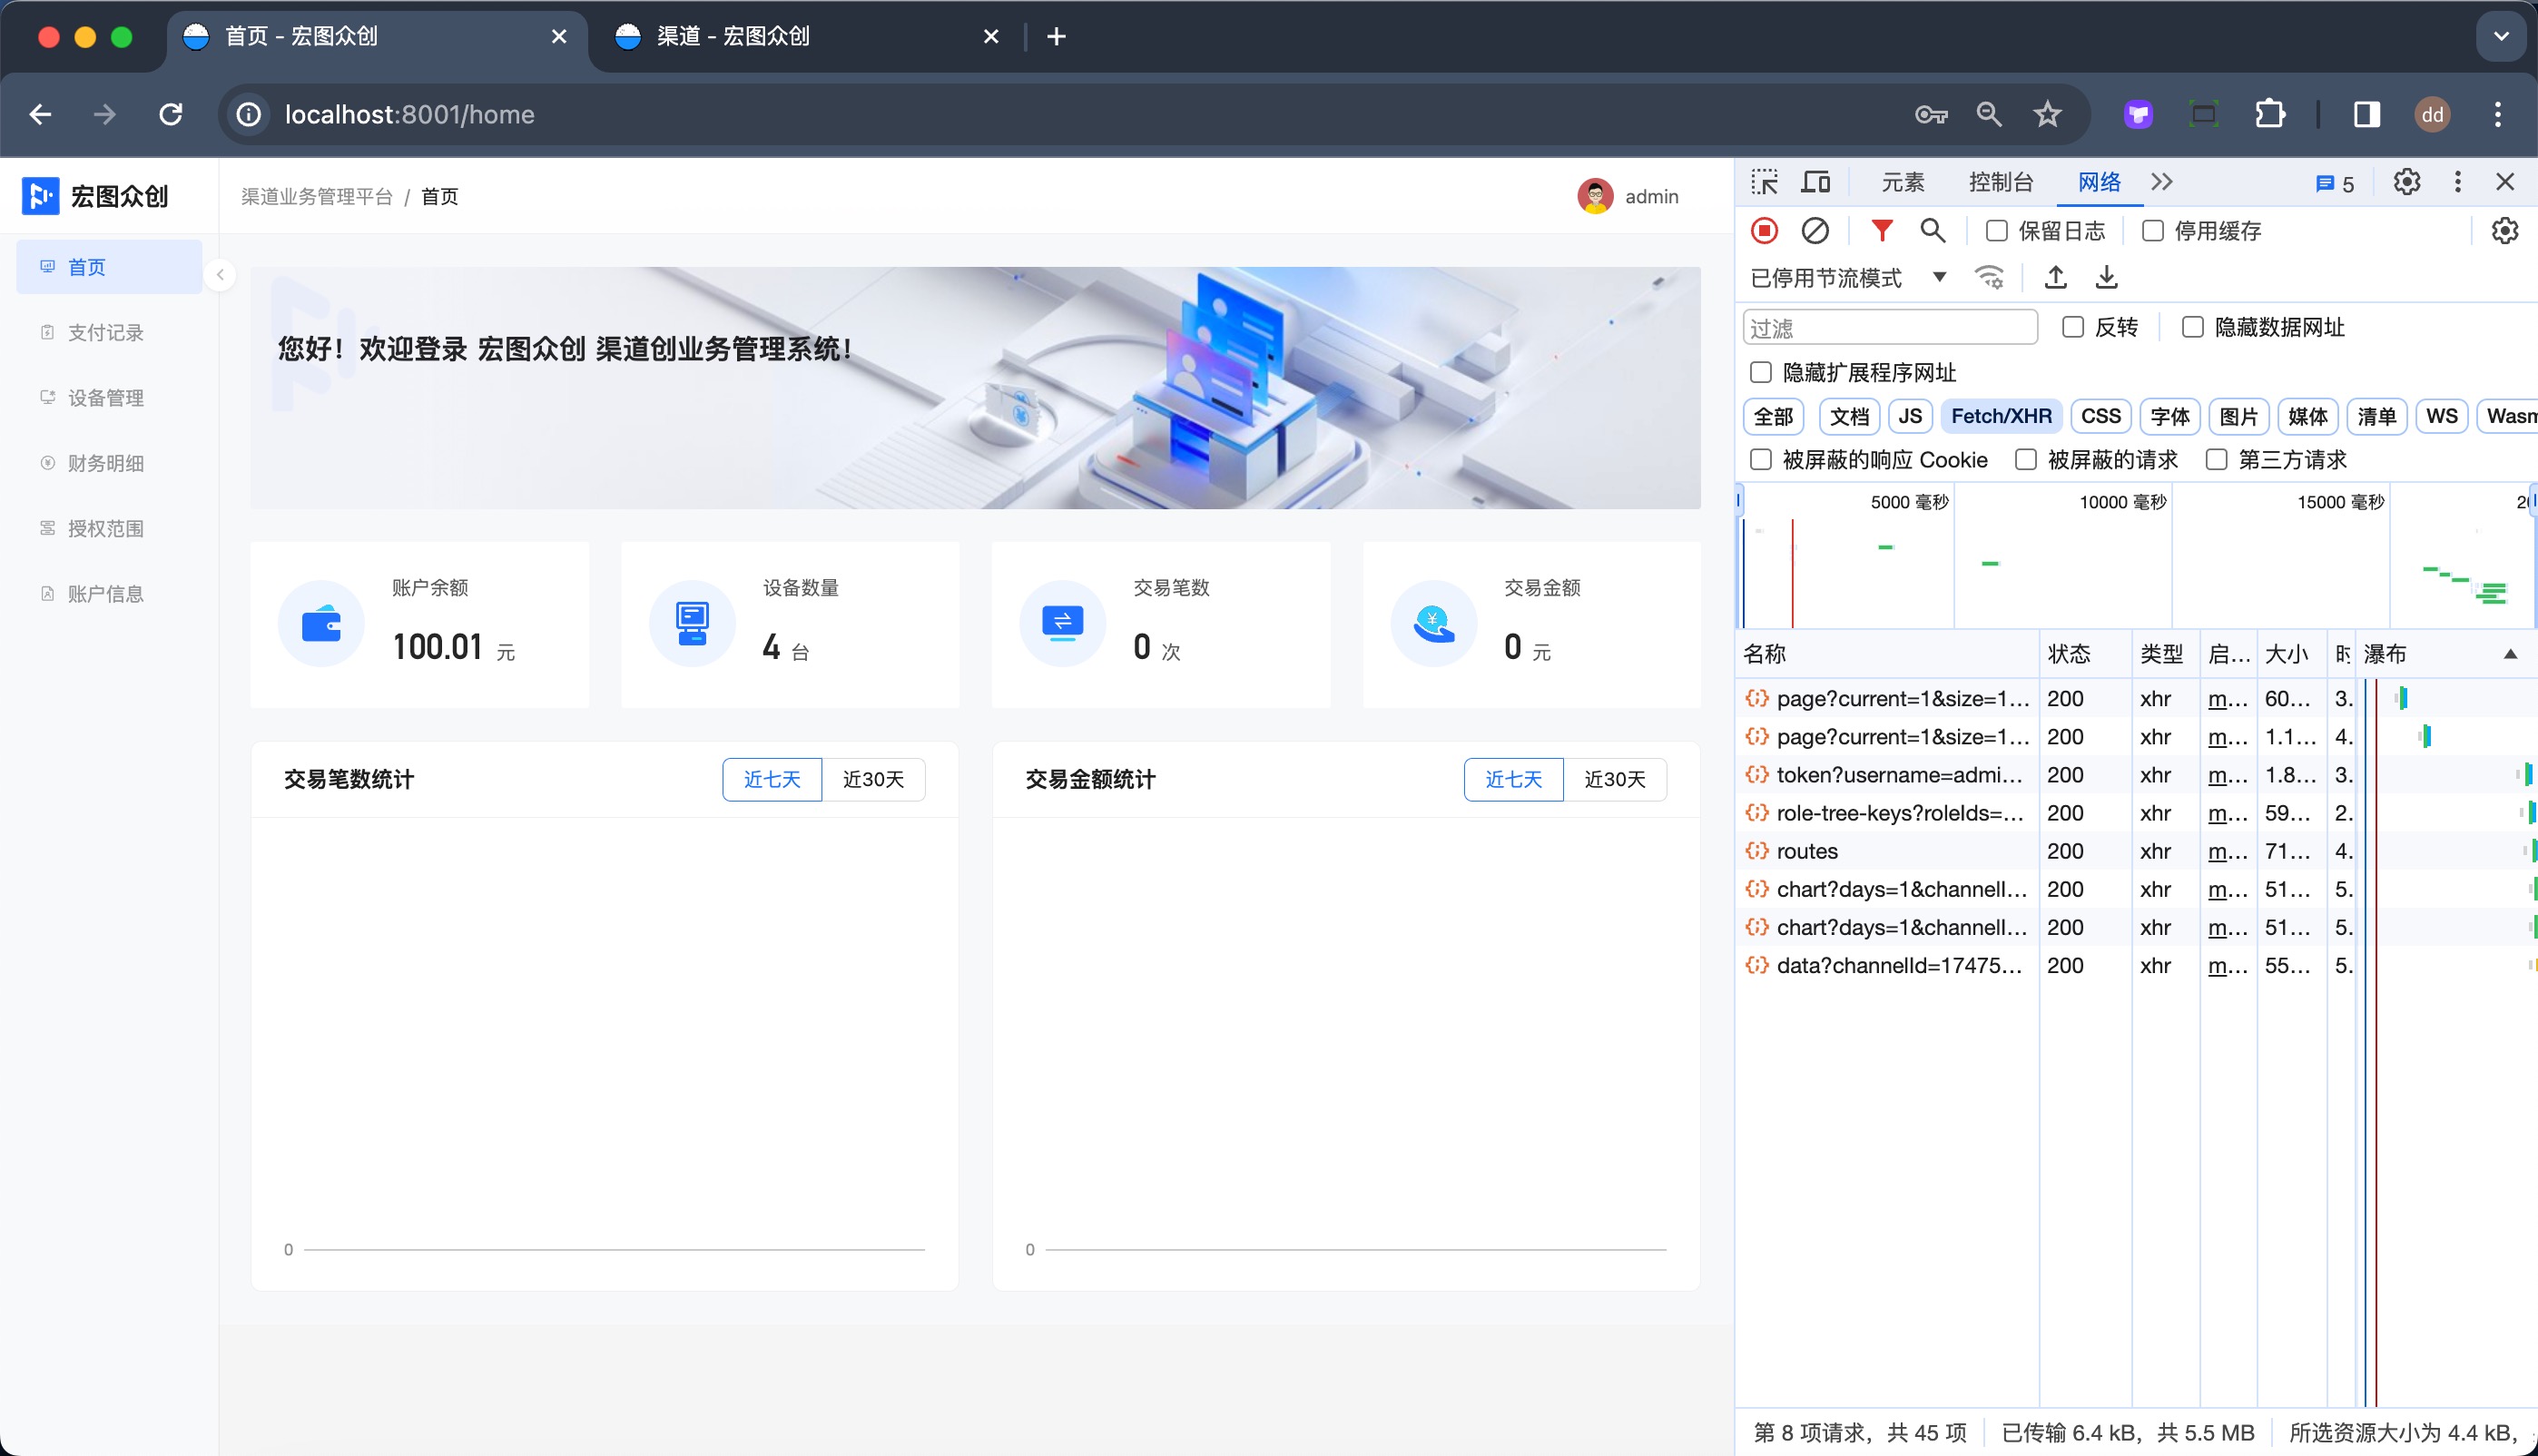 首页 - 宏图众创
渠道 - 宏图众创
localhost:8001/home
dd
宏图众创
渠道业务管理平台 / 首页
admin
首页
支付记录
设备管理
财务明细
授权范围
账户信息
您好！欢迎登录 宏图众创 渠道创业务管理系统！
账户余额
100.01 元
设备数量
4 台
交易笔数
0 次
交易金额
0 元
交易笔数统计
近七天
近30天
0
交易金额统计
近七天
近30天
0
元素
控制台
网络
5
保留日志
停用缓存
已停用节流模式
过滤
反转
隐藏数据网址
隐藏扩展程序网址
全部 文档 JS Fetch/XHR CSS 字体 图片 媒体 清单 WS Wasm
被屏蔽的响应 Cookie
被屏蔽的请求
第三方请求
5000 毫秒
10000 毫秒
15000 毫秒
名称 状态 类型 启... 大小 瀑布
page?current=1&size=1... 200 xhr m... 60... 3.
page?current=1&size=1... 200 xhr m... 1.1... 4.
token?username=admi... 200 xhr m... 1.8... 3.
role-tree-keys?roleIds=... 200 xhr m... 59... 2.
routes 200 xhr m... 71... 4.
chart?days=1&channelI... 200 xhr m... 51... 5.
chart?days=1&channelI... 200 xhr m... 51... 5.
data?channelId=17475... 200 xhr m... 55... 5.
第 8 项请求，共 45 项
已传输 6.4 kB，共 5.5 MB
所选资源大小为 4.4 kB，